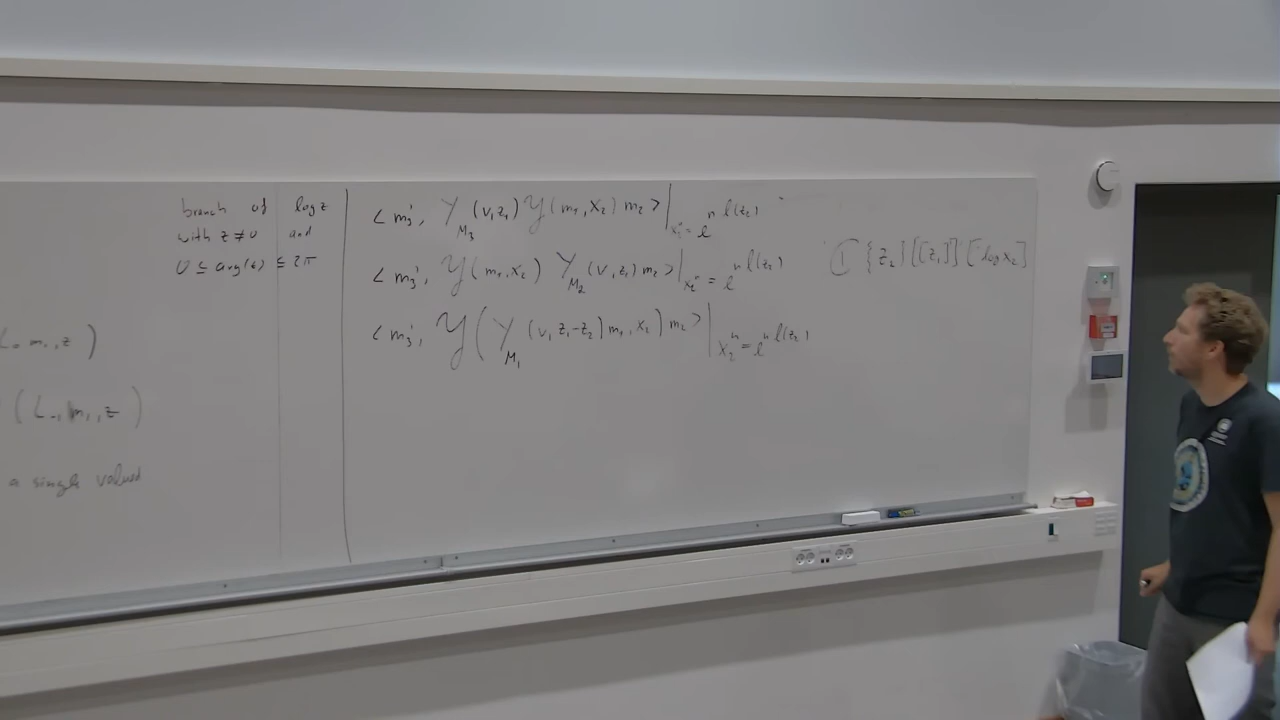 branch of log z
with z ≠ 0 and
0 ≤ arg(z) ≤ 2π
L₀ m₁, z )
( L₋₁ m₁, z )
a single valued
< m₃', Y_{M₃} (v, z₁) 𝒴 (m₁, x₂) m₂ > |_{x₂ⁿ = e^{n l(z₂)}}
< m₃', 𝒴 (m₁, x₂) Y_{M₂} (v, z₁) m₂ > |_{x₂ⁿ = e^{n l(z₂)}}
< m₃', 𝒴 ( Y_{M₁} (v, z₁-z₂) m₁, x₂ ) m₂ > |_{x₂ⁿ = e^{n l(z₂)}}
{z₂} [[z₁]] [log x₂]